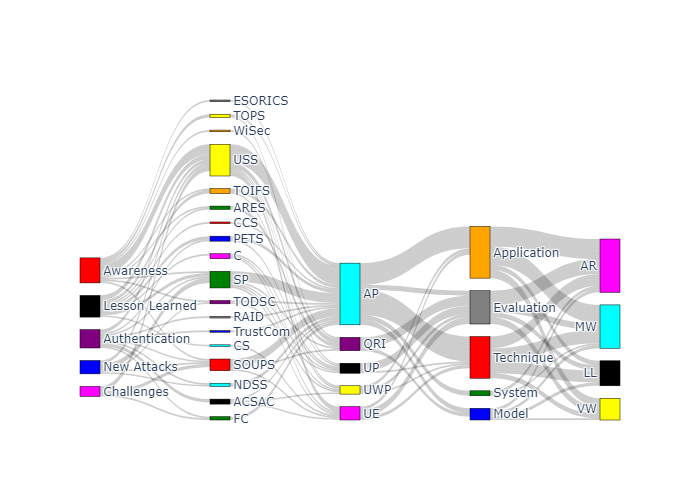 Awareness
Lesson Learned
Authentication
New Attacks
Challenges
ESORICS
TOPS
WiSec
USS
TOIFS
ARES
CCS
PETS
C
SP
TODSC
RAID
TrustCom
CS
SOUPS
NDSS
ACSAC
FC
AP
QRI
UP
UWP
UE
Application
Evaluation
Technique
System
Model
AR
MW
LL
VW